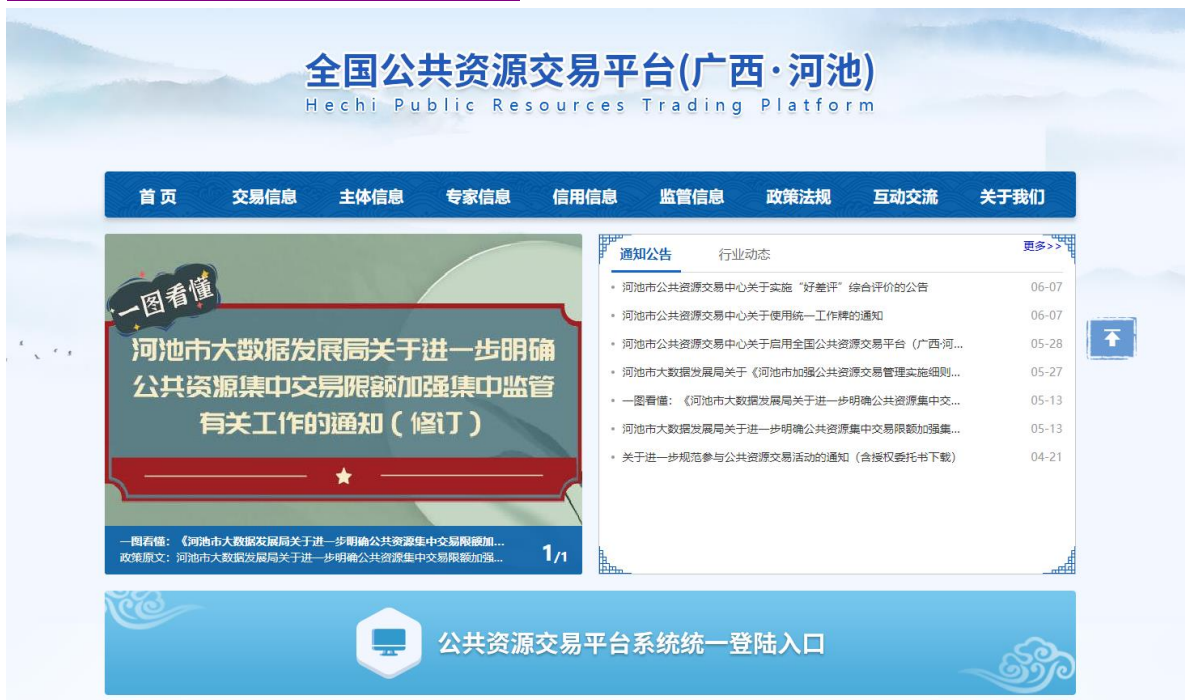 全国公共资源交易平台(广西·河池)
Hechi Public Resources Trading Platform
首页 交易信息 主体信息 专家信息 信用信息 监管信息 政策法规 互动交流 关于我们
一图看懂
河池市大数据发展局关于进一步明确
公共资源集中交易限额加强集中监管
有关工作的通知(修订)
一图看懂:《河池市大数据发展局关于进一步明确公共资源集中交易限额加...
政策原文:河池市大数据发展局关于进一步明确公共资源集中交易限额加强...
1/1
通知公告 行业动态 更多>>
河池市公共资源交易中心关于实施“好差评”综合评价的公告 06-07
河池市公共资源交易中心关于使用统一工作牌的通知 06-07
河池市公共资源交易中心关于启用全国公共资源交易平台(广西·河... 05-28
河池市大数据发展局关于《河池市加强公共资源交易管理实施细则... 05-27
一图看懂:《河池市大数据发展局关于进一步明确公共资源集中交... 05-13
河池市大数据发展局关于进一步明确公共资源集中交易限额加强集... 05-13
关于进一步规范参与公共资源交易活动的通知(含授权委托书下载) 04-21
公共资源交易平台系统统一登陆入口